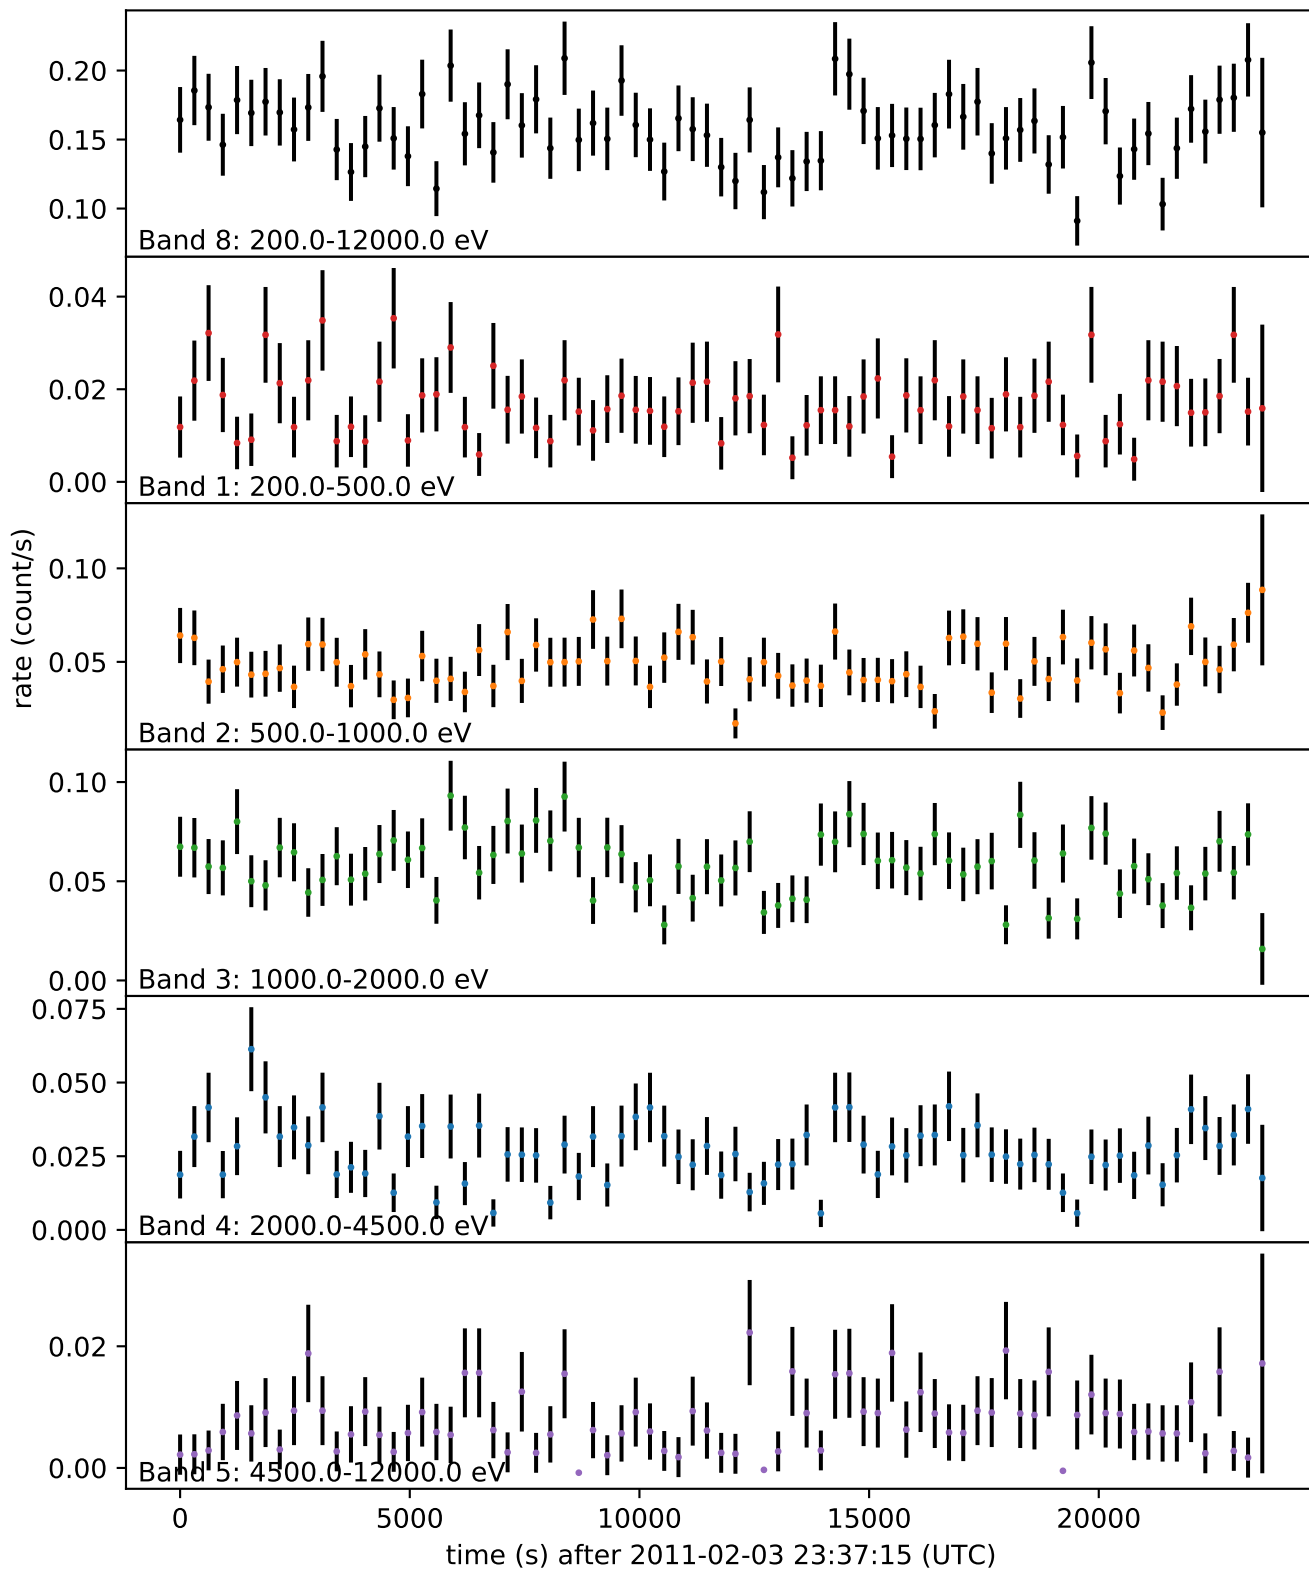 0.20
0.15
0.10
Band 8: 200.0-12000.0 eV
0.04
0.02
0.00
Band 1: 200.0-500.0 eV
rate (count/s)
0.10
0.05
Band 2: 500.0-1000.0 eV
0.10
0.05
0.00
Band 3: 1000.0-2000.0 eV
0.075
0.050
0.025
0.000
Band 4: 2000.0-4500.0 eV
0.02
0.00
Band 5: 4500.0-12000.0 eV
0 5000 10000 15000 20000
time (s) after 2011-02-03 23:37:15 (UTC)